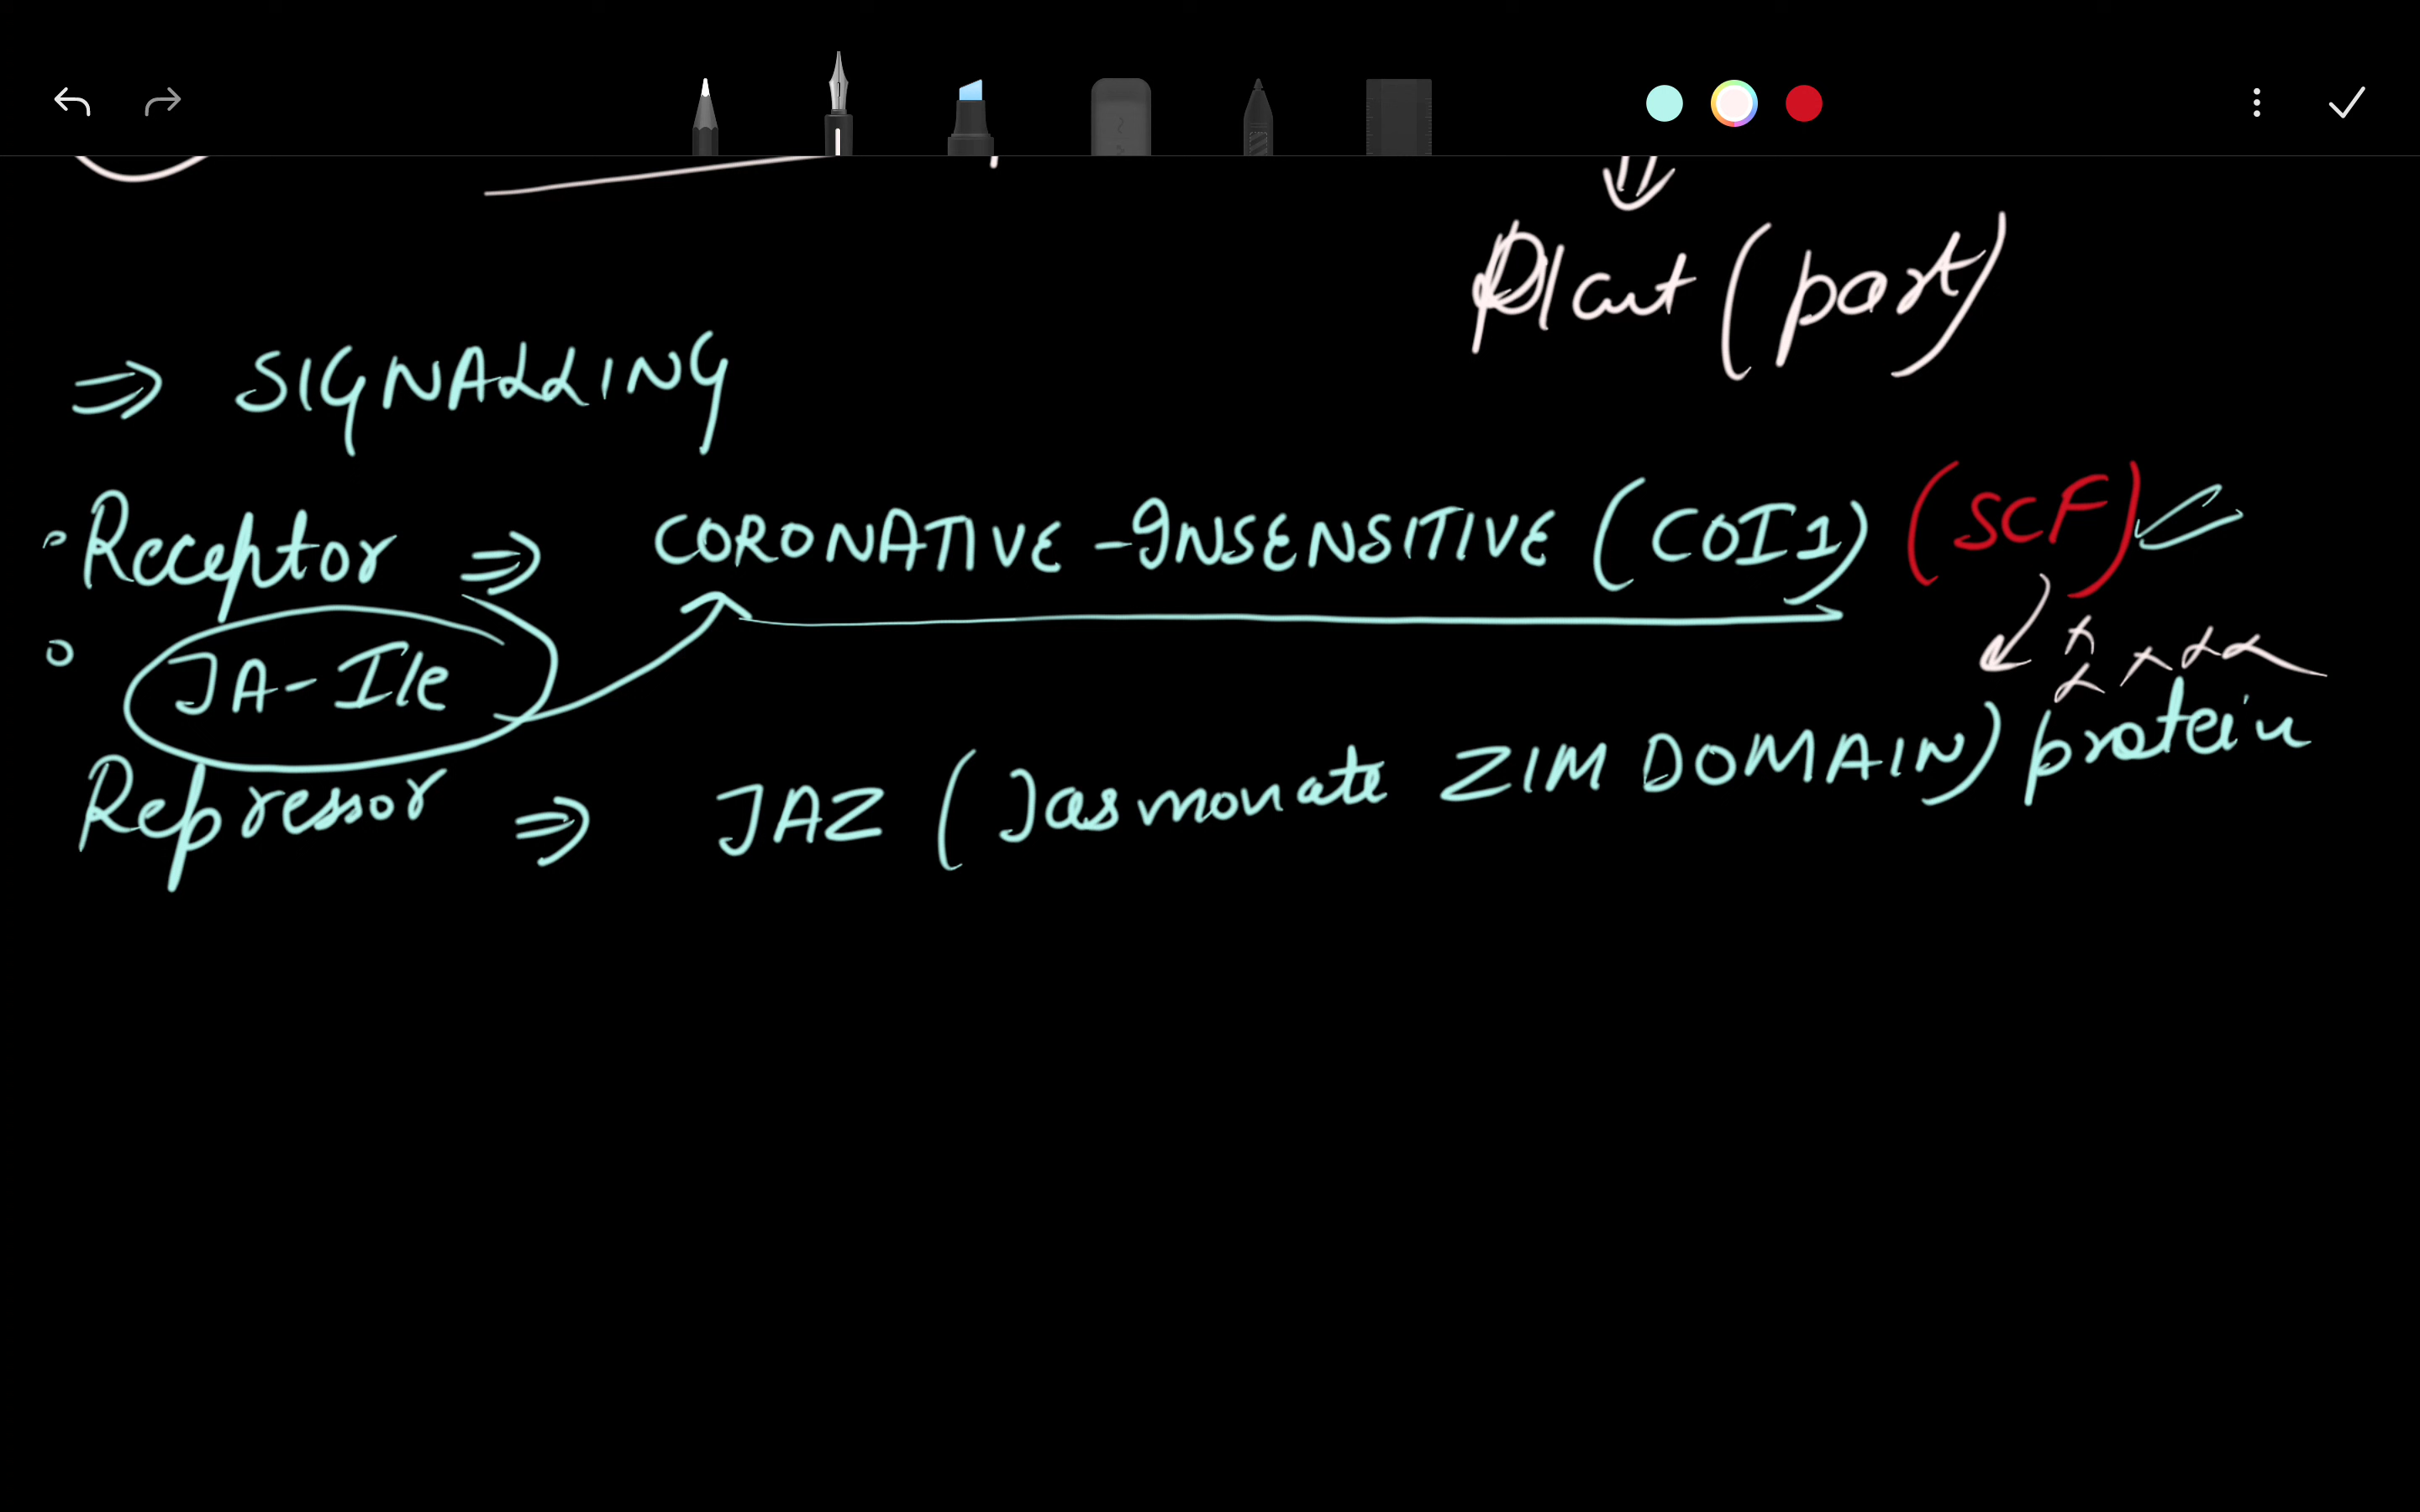 Plant (part)
⇒ SIGNALLING
Receptor ⇒ CORONATIVE-INSENSITIVE (COI1) (SCF)
JA-Ile
Repressor ⇒ JAZ (Jasmonate ZIM DOMAIN) protein